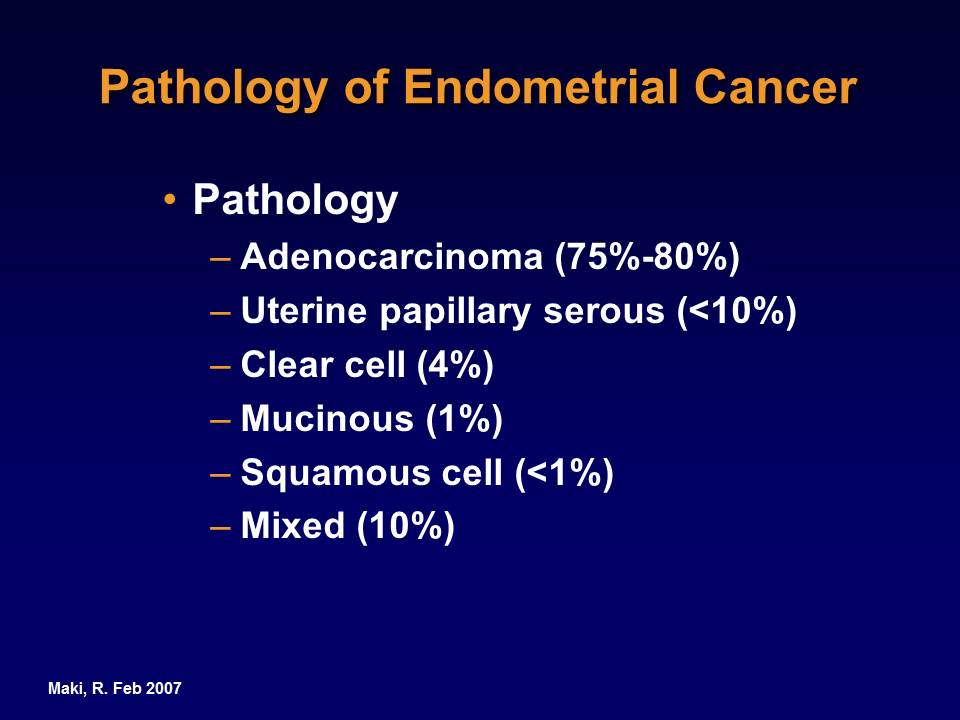 Pathology of Endometrial Cancer
• Pathology
– Adenocarcinoma (75%-80%)
– Uterine papillary serous (<10%)
– Clear cell (4%)
– Mucinous (1%)
– Squamous cell (<1%)
– Mixed (10%)
Maki, R. Feb 2007